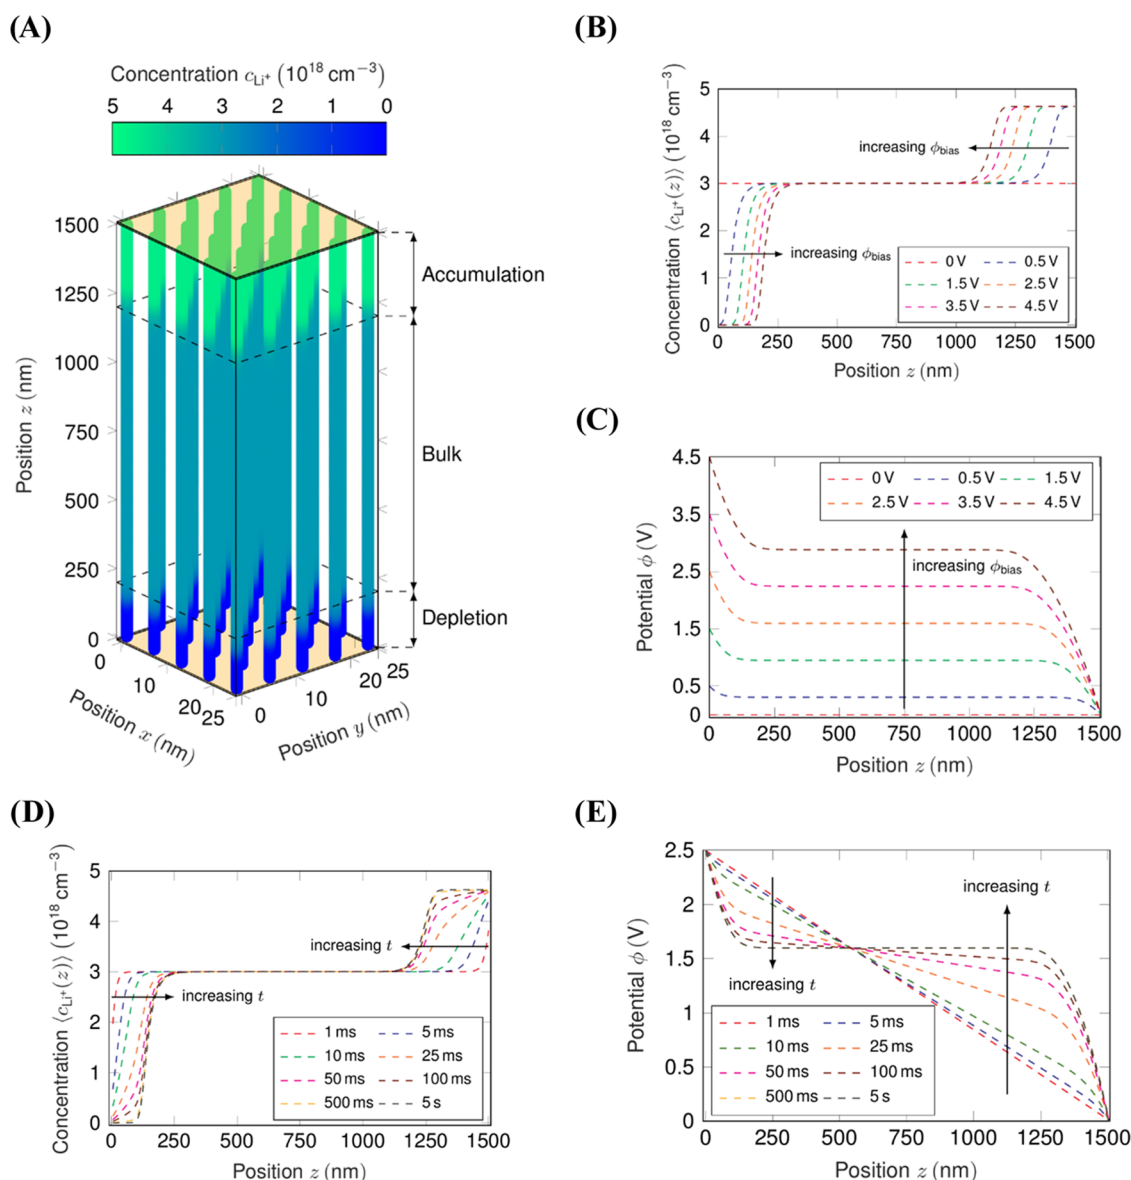 (A)
Concentration c_Li⁺ (10¹⁸ cm⁻³)
5 4 3 2 1 0
1500
1250
1000
750
500
250
0
Position z (nm)
Accumulation
Bulk
Depletion
0 10 20 25
Position x (nm)
0 10 20 25
Position y (nm)
(B)
Concentration ⟨c_Li⁺(z)⟩ (10¹⁸ cm⁻³)
5
4
3
2
1
0
increasing ϕ_bias
increasing ϕ_bias
0 V 0.5 V
1.5 V 2.5 V
3.5 V 4.5 V
0 250 500 750 1000 1250 1500
Position z (nm)
(C)
Potential ϕ (V)
4.5
3.5
2.5
1.5
0.5
0
0 V 0.5 V 1.5 V
2.5 V 3.5 V 4.5 V
increasing ϕ_bias
0 250 500 750 1000 1250 1500
Position z (nm)
(D)
Concentration ⟨c_Li⁺(z)⟩ (10¹⁸ cm⁻³)
5
4
3
2
1
0
increasing t
increasing t
1 ms 5 ms
10 ms 25 ms
50 ms 100 ms
500 ms 5 s
0 250 500 750 1000 1250 1500
Position z (nm)
(E)
Potential ϕ (V)
2.5
2
1.5
1
0.5
0
increasing t
increasing t
1 ms 5 ms
10 ms 25 ms
50 ms 100 ms
500 ms 5 s
0 250 500 750 1000 1250 1500
Position z (nm)